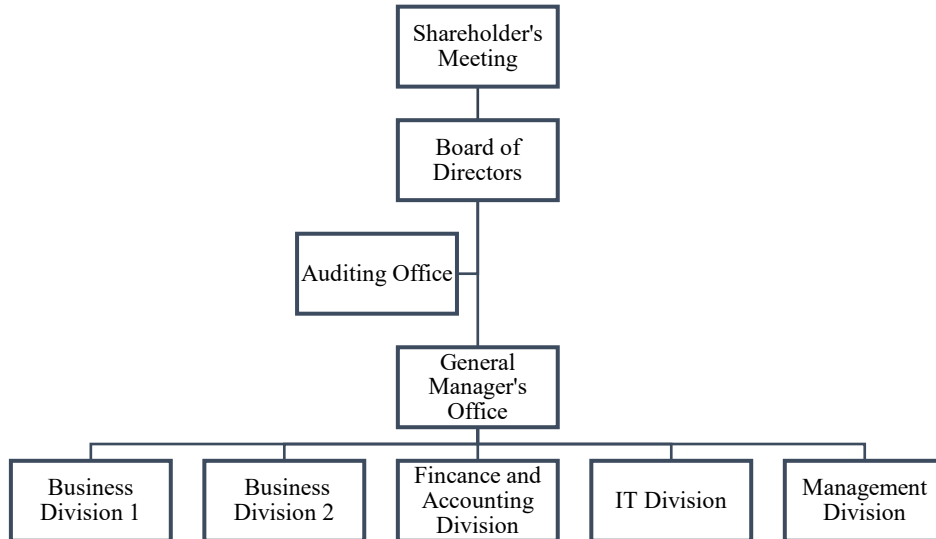 Shareholder's
Meeting
Board of
Directors
Auditing Office
General
Manager's
Office
Business
Division 1
Business
Division 2
Fincance and
Accounting
Division
IT Division
Management
Division